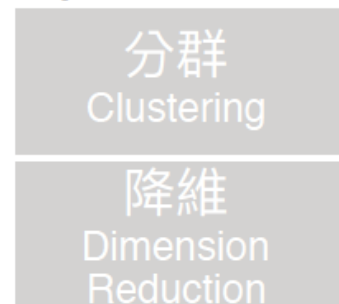 分群
Clustering
降維
Dimension
Reduction